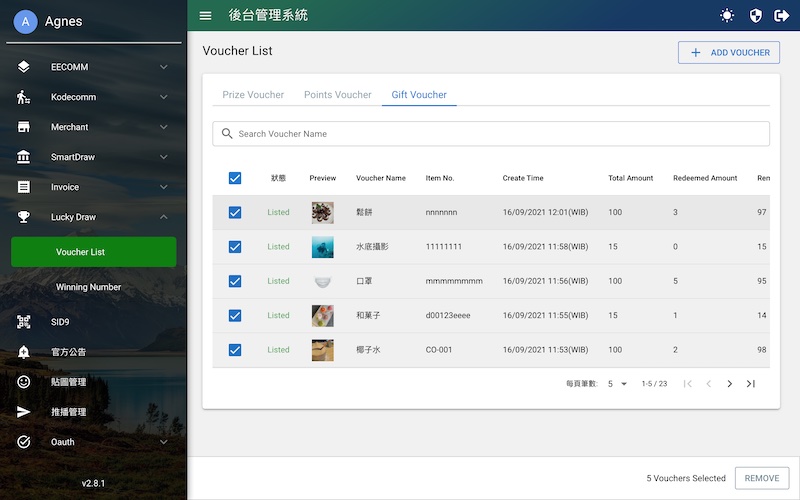 A Agnes
後台管理系統
EECOMM
Kodecomm
Merchant
SmartDraw
Invoice
Lucky Draw
Voucher List
Winning Number
SID9
官方公告
貼圖管理
推播管理
Oauth
v2.8.1
Voucher List
ADD VOUCHER
Prize Voucher Points Voucher Gift Voucher
Search Voucher Name
狀態 Preview Voucher Name Item No. Create Time Total Amount Redeemed Amount Ren
Listed 鬆餅 nnnnnnn 16/09/2021 12:01(WIB) 100 3 97
Listed 水底攝影 11111111 16/09/2021 11:58(WIB) 15 0 15
Listed 口罩 mmmmmmmm 16/09/2021 11:56(WIB) 100 5 95
Listed 和菓子 d00123eeee 16/09/2021 11:55(WIB) 15 1 14
Listed 椰子水 CO-001 16/09/2021 11:53(WIB) 100 2 98
每頁筆數: 5 1-5 / 23
5 Vouchers Selected REMOVE